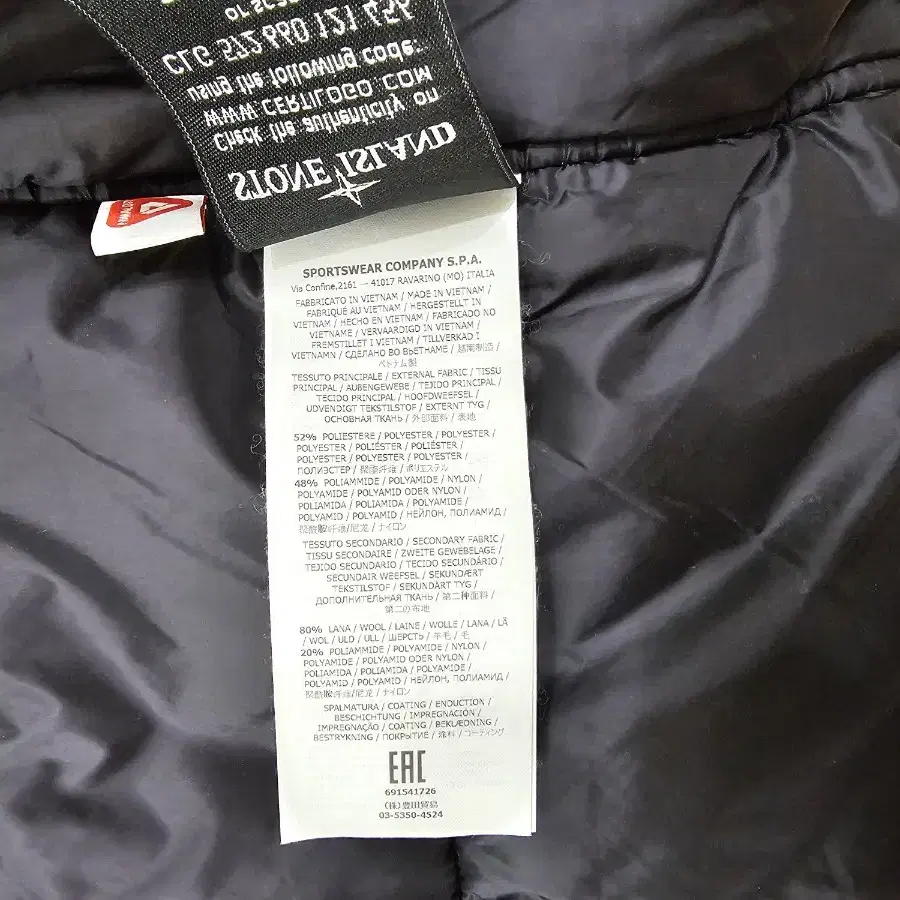 STONE ISLAND
Check the authenticity on
WWW.CERTILOGO.COM
using the following code:
CLG 572 660 121 454
SPORTSWEAR COMPANY S.P.A.
Via Confine,2161 – 41017 RAVARINO (MO) ITALIA
FABBRICATO IN VIETNAM / MADE IN VIETNAM /
FABRIQUÉ AU VIETNAM / HERGESTELLT IN
VIETNAM / HECHO EN VIETNAM / FABRICADO NO
VIETNAME / VERVAARDIGD IN VIETNAM /
FREMSTILLET I VIETNAM / TILLVERKAD I
VIETNAMN / СДЕЛАНО ВО ВЬЕТНАМЕ / 越南制造 /
ベトナム製
TESSUTO PRINCIPALE / EXTERNAL FABRIC / TISSU
PRINCIPAL / AUßENGEWEBE / TEJIDO PRINCIPAL /
TECIDO PRINCIPAL / HOOFDWEEFSEL /
UDVENDIGT TEKSTILSTOF / EXTERNT TYG /
ОСНОВНАЯ ТКАНЬ / 外部面料 / 表地
52% POLIESTERE / POLYESTER / POLYESTER /
POLYESTER / POLIÉSTER / POLIÉSTER /
POLYESTER / POLYESTER / POLYESTER /
ПОЛИЭСТЕР / 聚酯纤维 / ポリエステル
48% POLIAMMIDE / POLYAMIDE / NYLON /
POLYAMIDE / POLYAMID ODER NYLON /
POLIAMIDA / POLIAMIDA / POLYAMIDE /
POLYAMID / POLYAMID / НЕЙЛОН, ПОЛИАМИД /
聚酰胺纤维/尼龙 / ナイロン
TESSUTO SECONDARIO / SECONDARY FABRIC /
TISSU SECONDAIRE / ZWEITE GEWEBELAGE /
TEJIDO SECUNDARIO / TECIDO SECUNDÁRIO /
SECUNDAIR WEEFSEL / SEKUNDÆRT
TEKSTILSTOF / SEKUNDÄRT TYG /
ДОПОЛНИТЕЛЬНАЯ ТКАНЬ / 第二种面料 /
第二の布地
80% LANA / WOOL / LAINE / WOLLE / LANA / LÃ
/ WOL / ULD / ULL / ШЕРСТЬ / 羊毛 / 毛
20% POLIAMMIDE / POLYAMIDE / NYLON /
POLYAMIDE / POLYAMID ODER NYLON /
POLIAMIDA / POLIAMIDA / POLYAMIDE /
POLYAMID / POLYAMID / НЕЙЛОН, ПОЛИАМИД /
聚酰胺纤维/尼龙 / ナイロン
SPALMATURA / COATING / ENDUCTION /
BESCHICHTUNG / IMPREGNACIÓN /
IMPREGNAÇÃO / COATING / BEKLÆDNING /
BESTRYKNING / ПОКРЫТИЕ / 涂料 / コーティング
EAC
691541726
(株) 豊田貿易
03-5350-4524